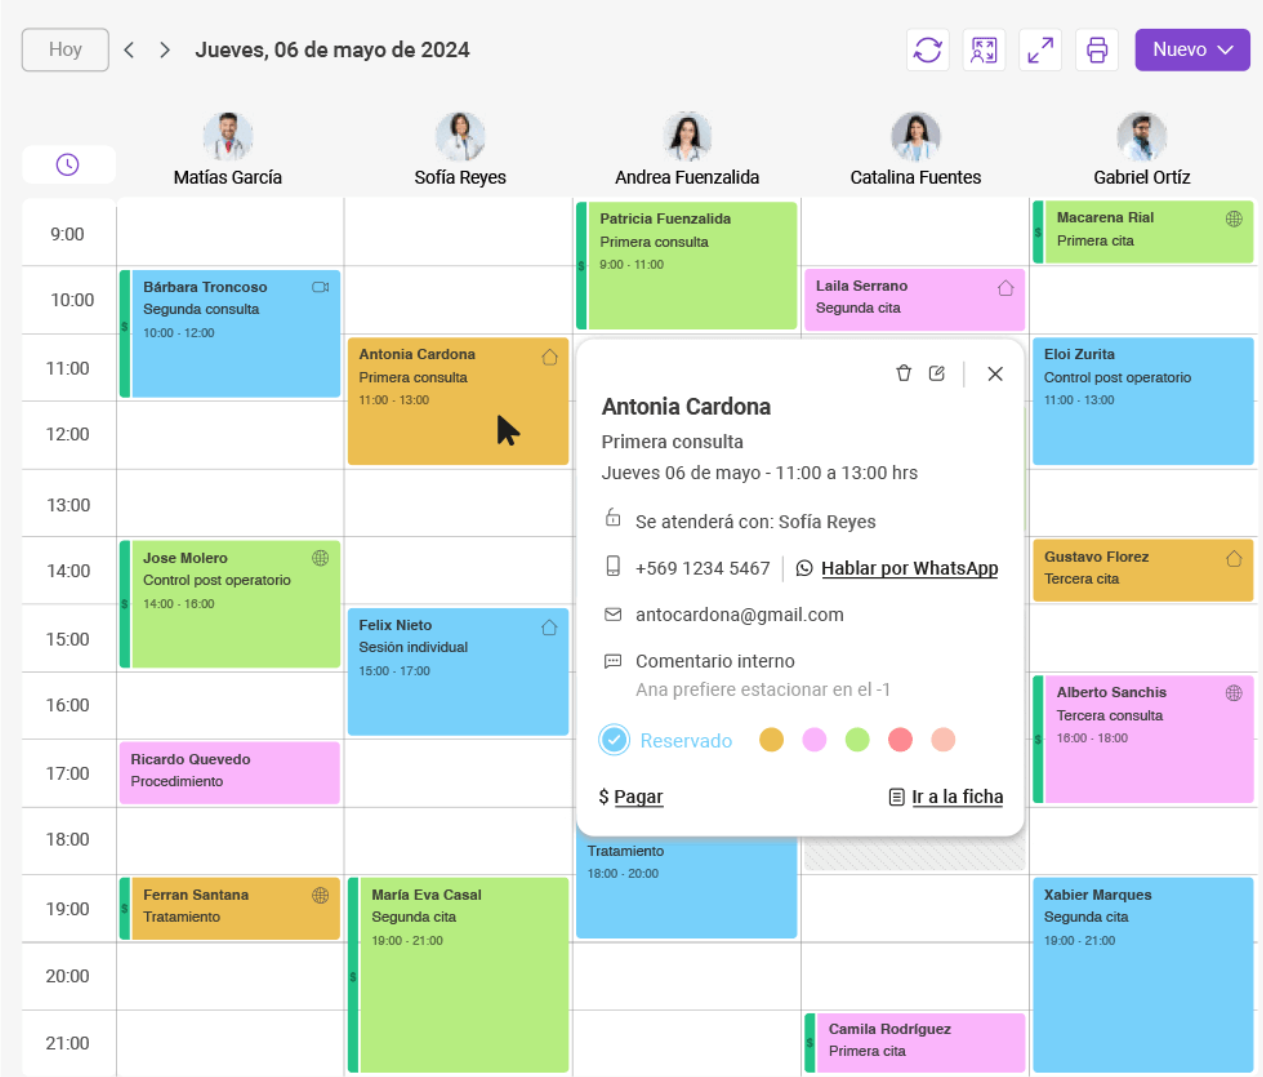 Hoy
Jueves, 06 de mayo de 2024
Nuevo
Matías García
Sofía Reyes
Andrea Fuenzalida
Catalina Fuentes
Gabriel Ortíz
9:00
Patricia Fuenzalida
Primera consulta
9:00 - 11:00
$
Macarena Rial
Primera cita
$
10:00
Bárbara Troncoso
Segunda consulta
10:00 - 12:00
$
Laila Serrano
Segunda cita
11:00
Antonia Cardona
Primera consulta
11:00 - 13:00
Eloi Zurita
Control post operatorio
11:00 - 13:00
Antonia Cardona
Primera consulta
Jueves 06 de mayo - 11:00 a 13:00 hrs
Se atenderá con: Sofía Reyes
+569 1234 5467
Hablar por WhatsApp
antocardona@gmail.com
Comentario interno
Ana prefiere estacionar en el -1
Reservado
$ Pagar
Ir a la ficha
12:00
13:00
14:00
Jose Molero
Control post operatorio
14:00 - 16:00
$
Gustavo Florez
Tercera cita
15:00
Felix Nieto
Sesión individual
15:00 - 17:00
16:00
Alberto Sanchis
Tercera consulta
16:00 - 18:00
$
17:00
Ricardo Quevedo
Procedimiento
18:00
Tratamiento
18:00 - 20:00
19:00
Ferran Santana
Tratamiento
$
María Eva Casal
Segunda cita
19:00 - 21:00
$
Xabier Marques
Segunda cita
19:00 - 21:00
20:00
21:00
Camila Rodríguez
Primera cita
$